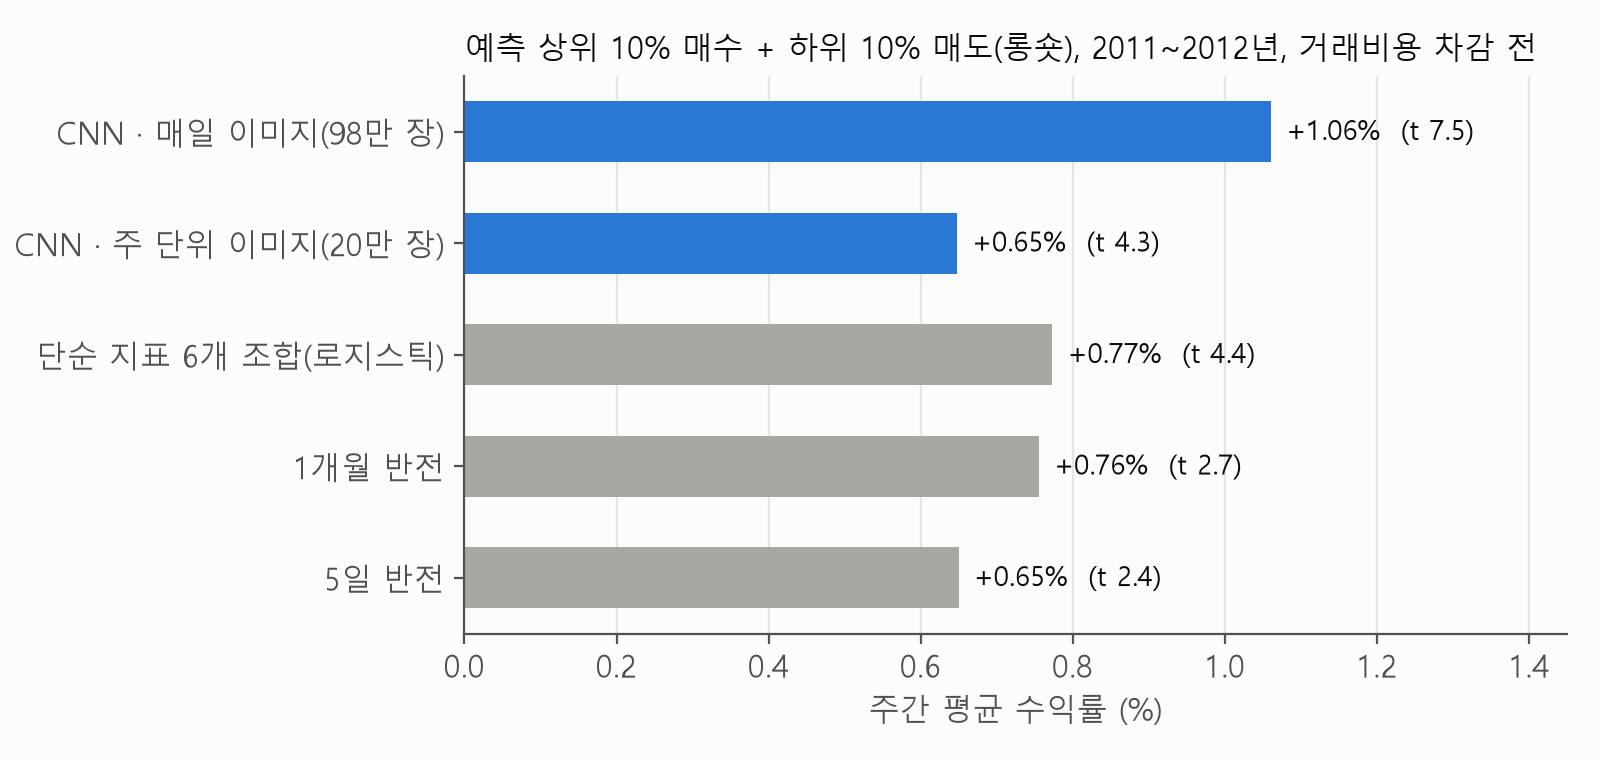 예측 상위 10% 매수 + 하위 10% 매도(롱숏), 2011~2012년, 거래비용 차감 전
CNN · 매일 이미지(98만 장) +1.06% (t 7.5)
CNN · 주 단위 이미지(20만 장) +0.65% (t 4.3)
단순 지표 6개 조합(로지스틱) +0.77% (t 4.4)
1개월 반전 +0.76% (t 2.7)
5일 반전 +0.65% (t 2.4)
0.0 0.2 0.4 0.6 0.8 1.0 1.2 1.4
주간 평균 수익률 (%)